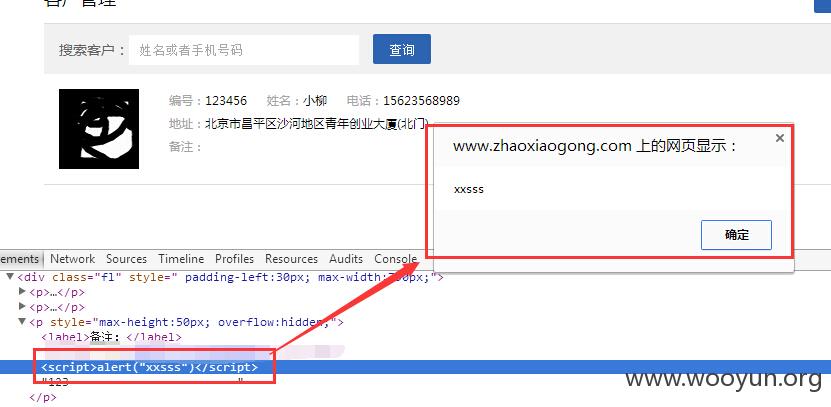 客户管理
搜索客户： 姓名或者手机号码 查询
编号：123456 姓名：小柳 电话：15623568989
地址：北京市昌平区沙河地区青年创业大厦(北门)
备注：
www.zhaoxiaogong.com 上的网页显示： ×
xxsss
确定
ements Network Sources Timeline Profiles Resources Audits Console
▼<div class="fl" style=" padding-left:30px; max-width:700px;">
▶<p>…</p>
▶<p>…</p>
▼<p style="max-height:50px; overflow:hidden;">
<label>备注：</label>
<script>alert("xxsss")</script>
"123 "
</p>
www.wooyun.org